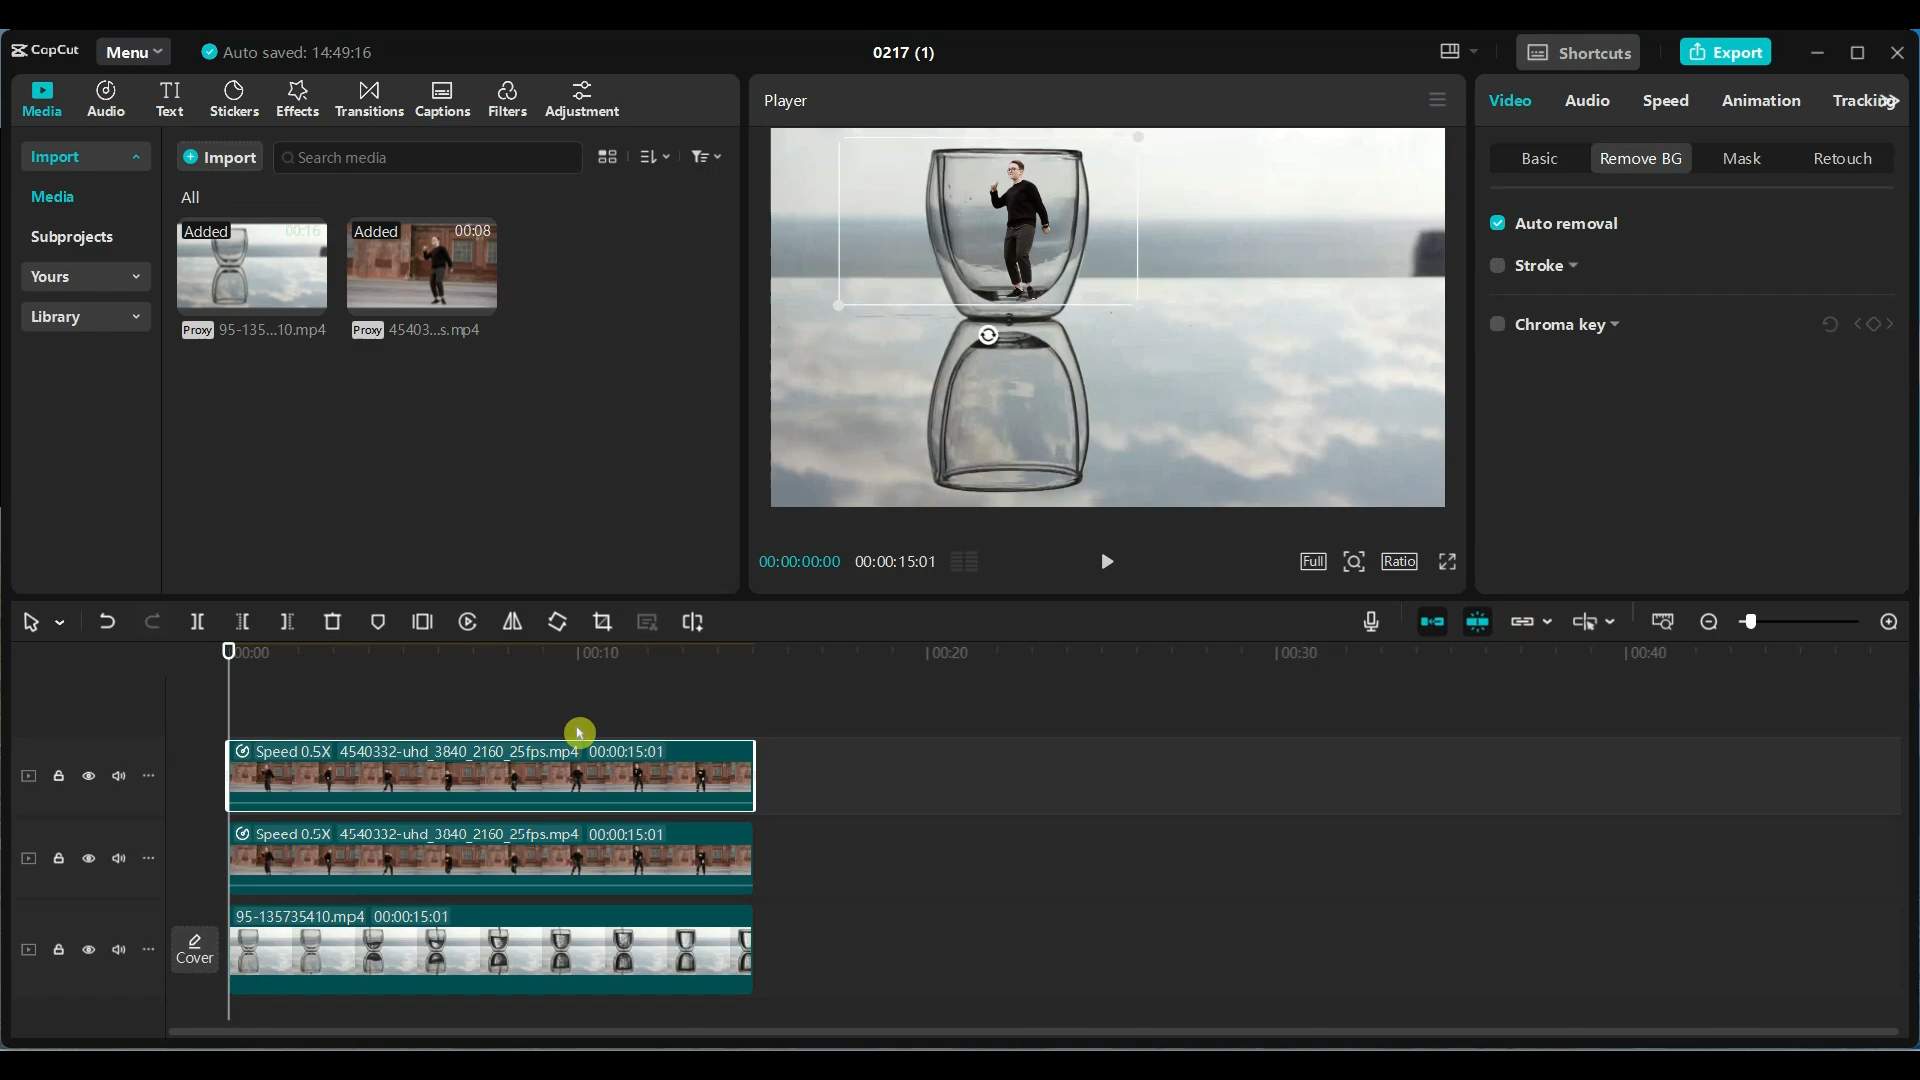 CapCut
Menu
Auto saved: 14:49:16
0217 (1)
Shortcuts
Export
Media
Audio
Text
Stickers
Effects
Transitions
Captions
Filters
Adjustment
Player
Video
Audio
Speed
Animation
Tracking
Import
Import
Search media
Basic
Remove BG
Mask
Retouch
Media
All
Subprojects
Yours
Library
Added
00:16
Added
00:08
Proxy 95-135...10.mp4
Proxy 45403...s.mp4
Auto removal
Stroke
Chroma key
00:00:00:00
00:00:15:01
Full
Ratio
00:00
00:10
00:20
00:30
00:40
Speed 0.5X 4540332-uhd_3840_2160_25fps.mp4 00:00:15:01
Speed 0.5X 4540332-uhd_3840_2160_25fps.mp4 00:00:15:01
95-135735410.mp4 00:00:15:01
Cover